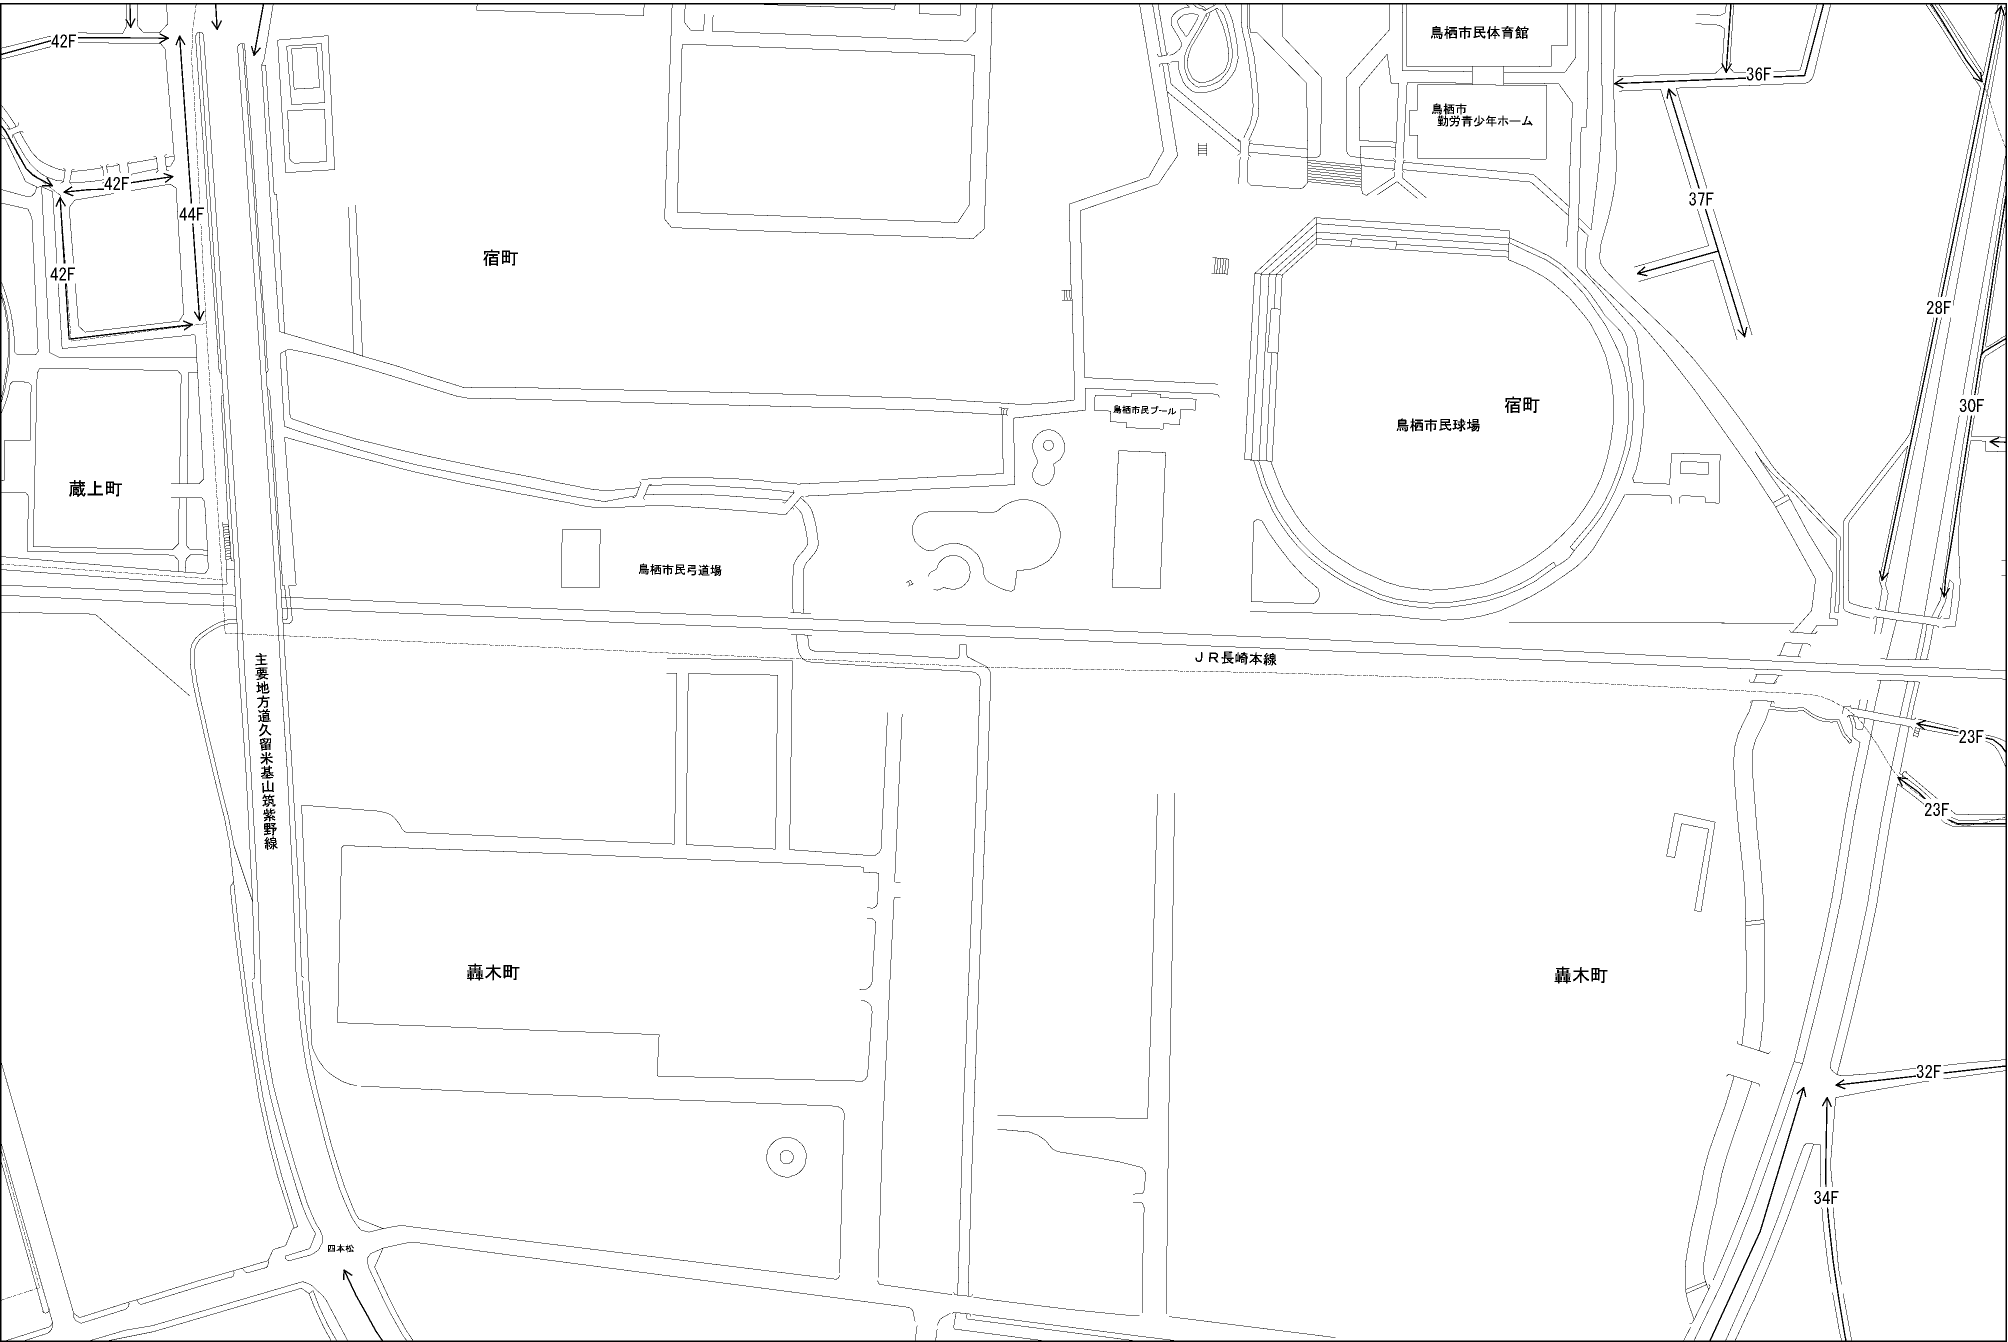 42F
鳥栖市民体育館
36F
鳥栖市
勤労青少年ホーム
42F
44F
37F
宿町
42F
28F
30F
宿町
鳥栖市民プール
鳥栖市民球場
蔵上町
鳥栖市民弓道場
JR長崎本線
主要地方道久留米基山筑紫野線
23F
23F
轟木町
轟木町
32F
34F
四本松